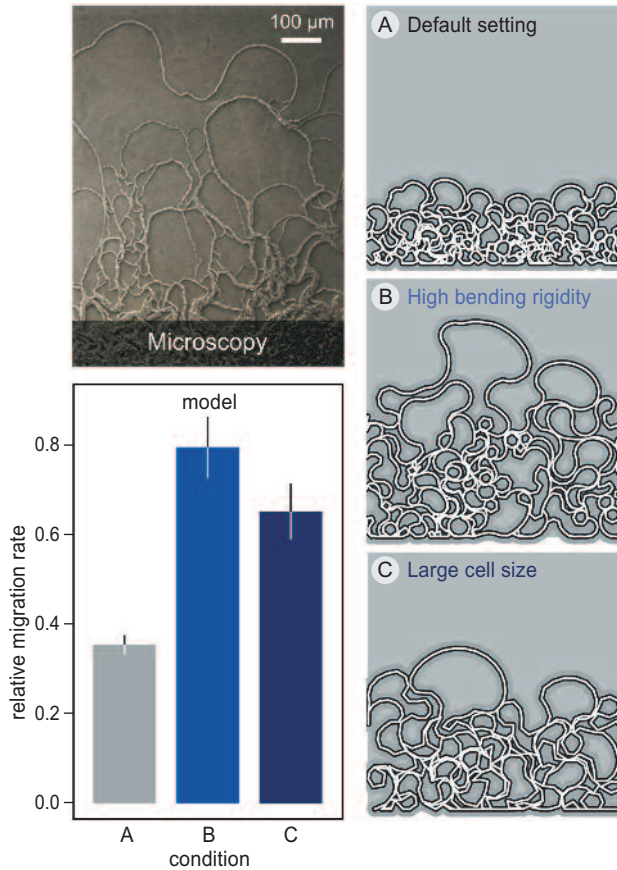 100 µm
Microscopy
A Default setting
B High bending rigidity
C Large cell size
model
relative migration rate
0.8
0.6
0.4
0.2
0.0
A B C
condition